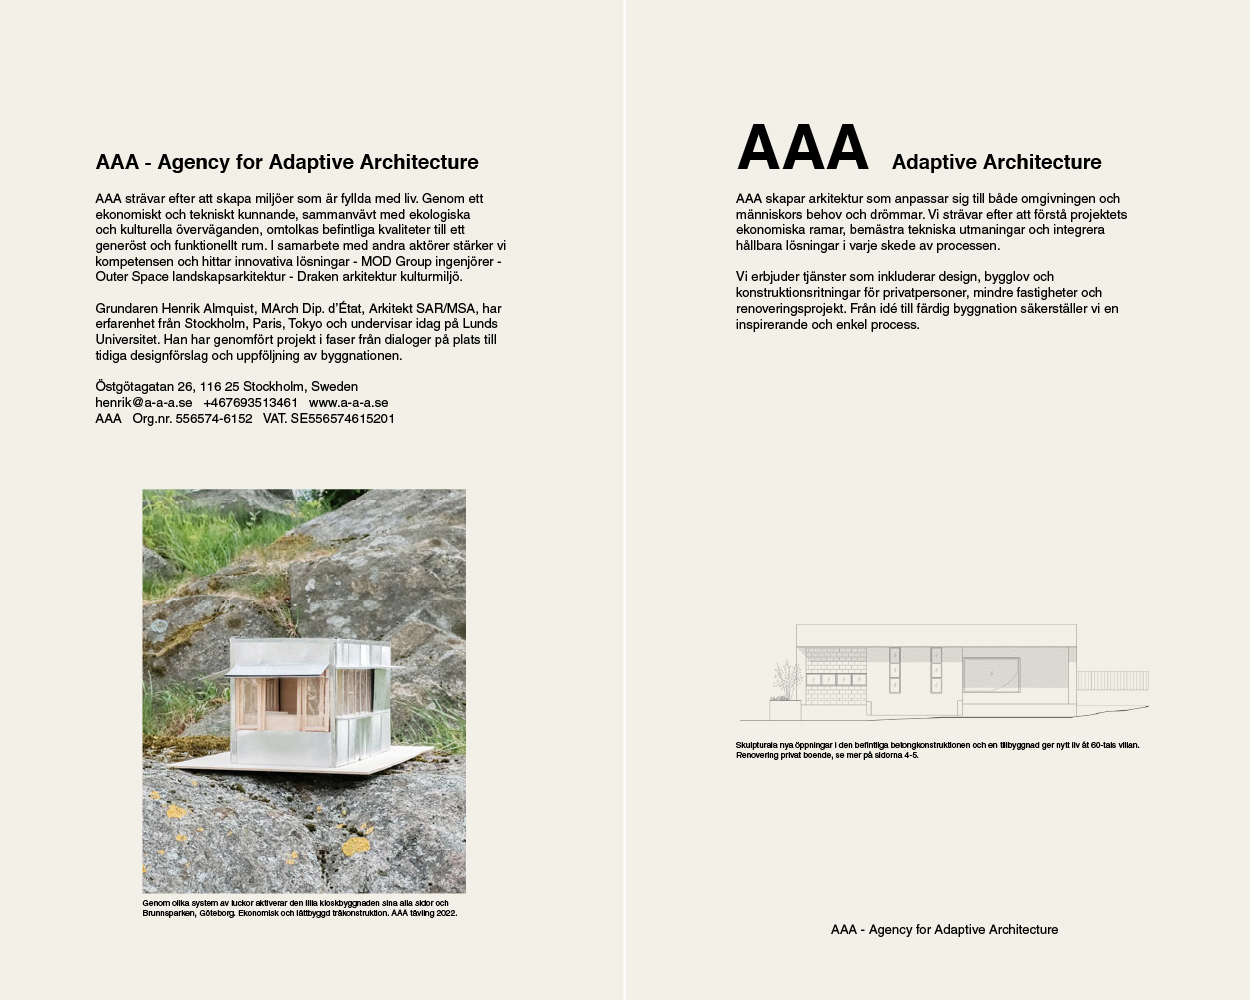 AAA - Agency for Adaptive Architecture
AAA strävar efter att skapa miljöer som är fyllda med liv. Genom ett
ekonomiskt och tekniskt kunnande, sammanvävt med ekologiska
och kulturella överväganden, omtolkas befintliga kvaliteter till ett
generöst och funktionellt rum. I samarbete med andra aktörer stärker vi
kompetensen och hittar innovativa lösningar - MOD Group ingenjörer -
Outer Space landskapsarkitektur - Draken arkitektur kulturmiljö.
Grundaren Henrik Almquist, MArch Dip. d'État, Arkitekt SAR/MSA, har
erfarenhet från Stockholm, Paris, Tokyo och undervisar idag på Lunds
Universitet. Han har genomfört projekt i faser från dialoger på plats till
tidiga designförslag och uppföljning av byggnationen.
Östgötagatan 26, 116 25 Stockholm, Sweden
henrik@a-a-a.se +467693513461 www.a-a-a.se
AAA Org.nr. 556574-6152 VAT. SE556574615201
Genom olika system av luckor aktiverar den lilla kioskbyggnaden sina alla sidor och
Brunnsparken, Göteborg. Ekonomisk och lättbyggd träkonstruktion. AAA tävling 2022.
AAA Adaptive Architecture
AAA skapar arkitektur som anpassar sig till både omgivningen och
människors behov och drömmar. Vi strävar efter att förstå projektets
ekonomiska ramar, bemästra tekniska utmaningar och integrera
hållbara lösningar i varje skede av processen.
Vi erbjuder tjänster som inkluderar design, bygglov och
konstruktionsritningar för privatpersoner, mindre fastigheter och
renoveringsprojekt. Från idé till färdig byggnation säkerställer vi en
inspirerande och enkel process.
Skulpturala nya öppningar i den befintliga betongkonstruktionen och en tillbyggnad ger nytt liv åt 60-tals villan.
Renovering privat boende, se mer på sidorna 4-5.
AAA - Agency for Adaptive Architecture